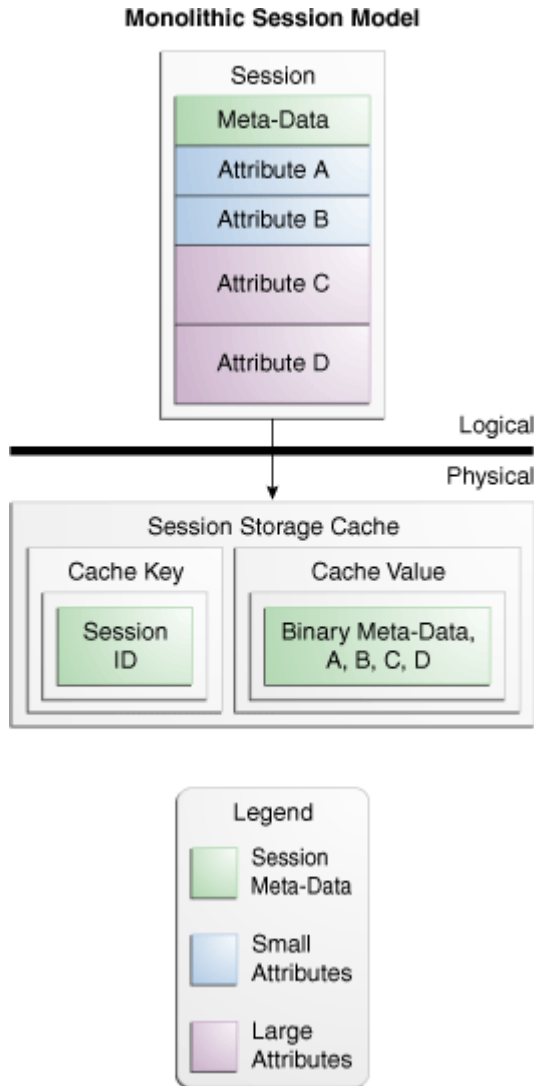 Monolithic Session Model
Session
Meta-Data
Attribute A
Attribute B
Attribute C
Attribute D
Logical
Physical
Session Storage Cache
Cache Key
Session
ID
Cache Value
Binary Meta-Data,
A, B, C, D
Legend
Session
Meta-Data
Small
Attributes
Large
Attributes